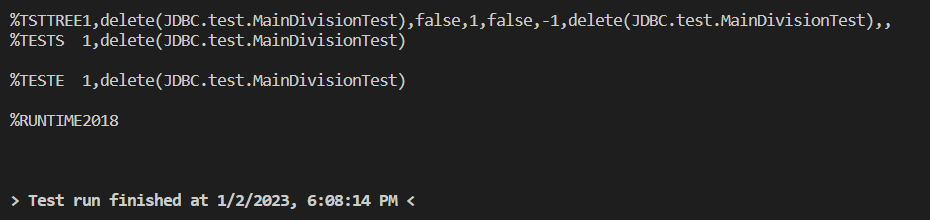 %TSTTREE1,delete(JDBC.test.MainDivisionTest),false,1,false,-1,delete(JDBC.test.MainDivisionTest),,
%TESTS  1,delete(JDBC.test.MainDivisionTest)
%TESTE  1,delete(JDBC.test.MainDivisionTest)
%RUNTIME2018
> Test run finished at 1/2/2023, 6:08:14 PM <